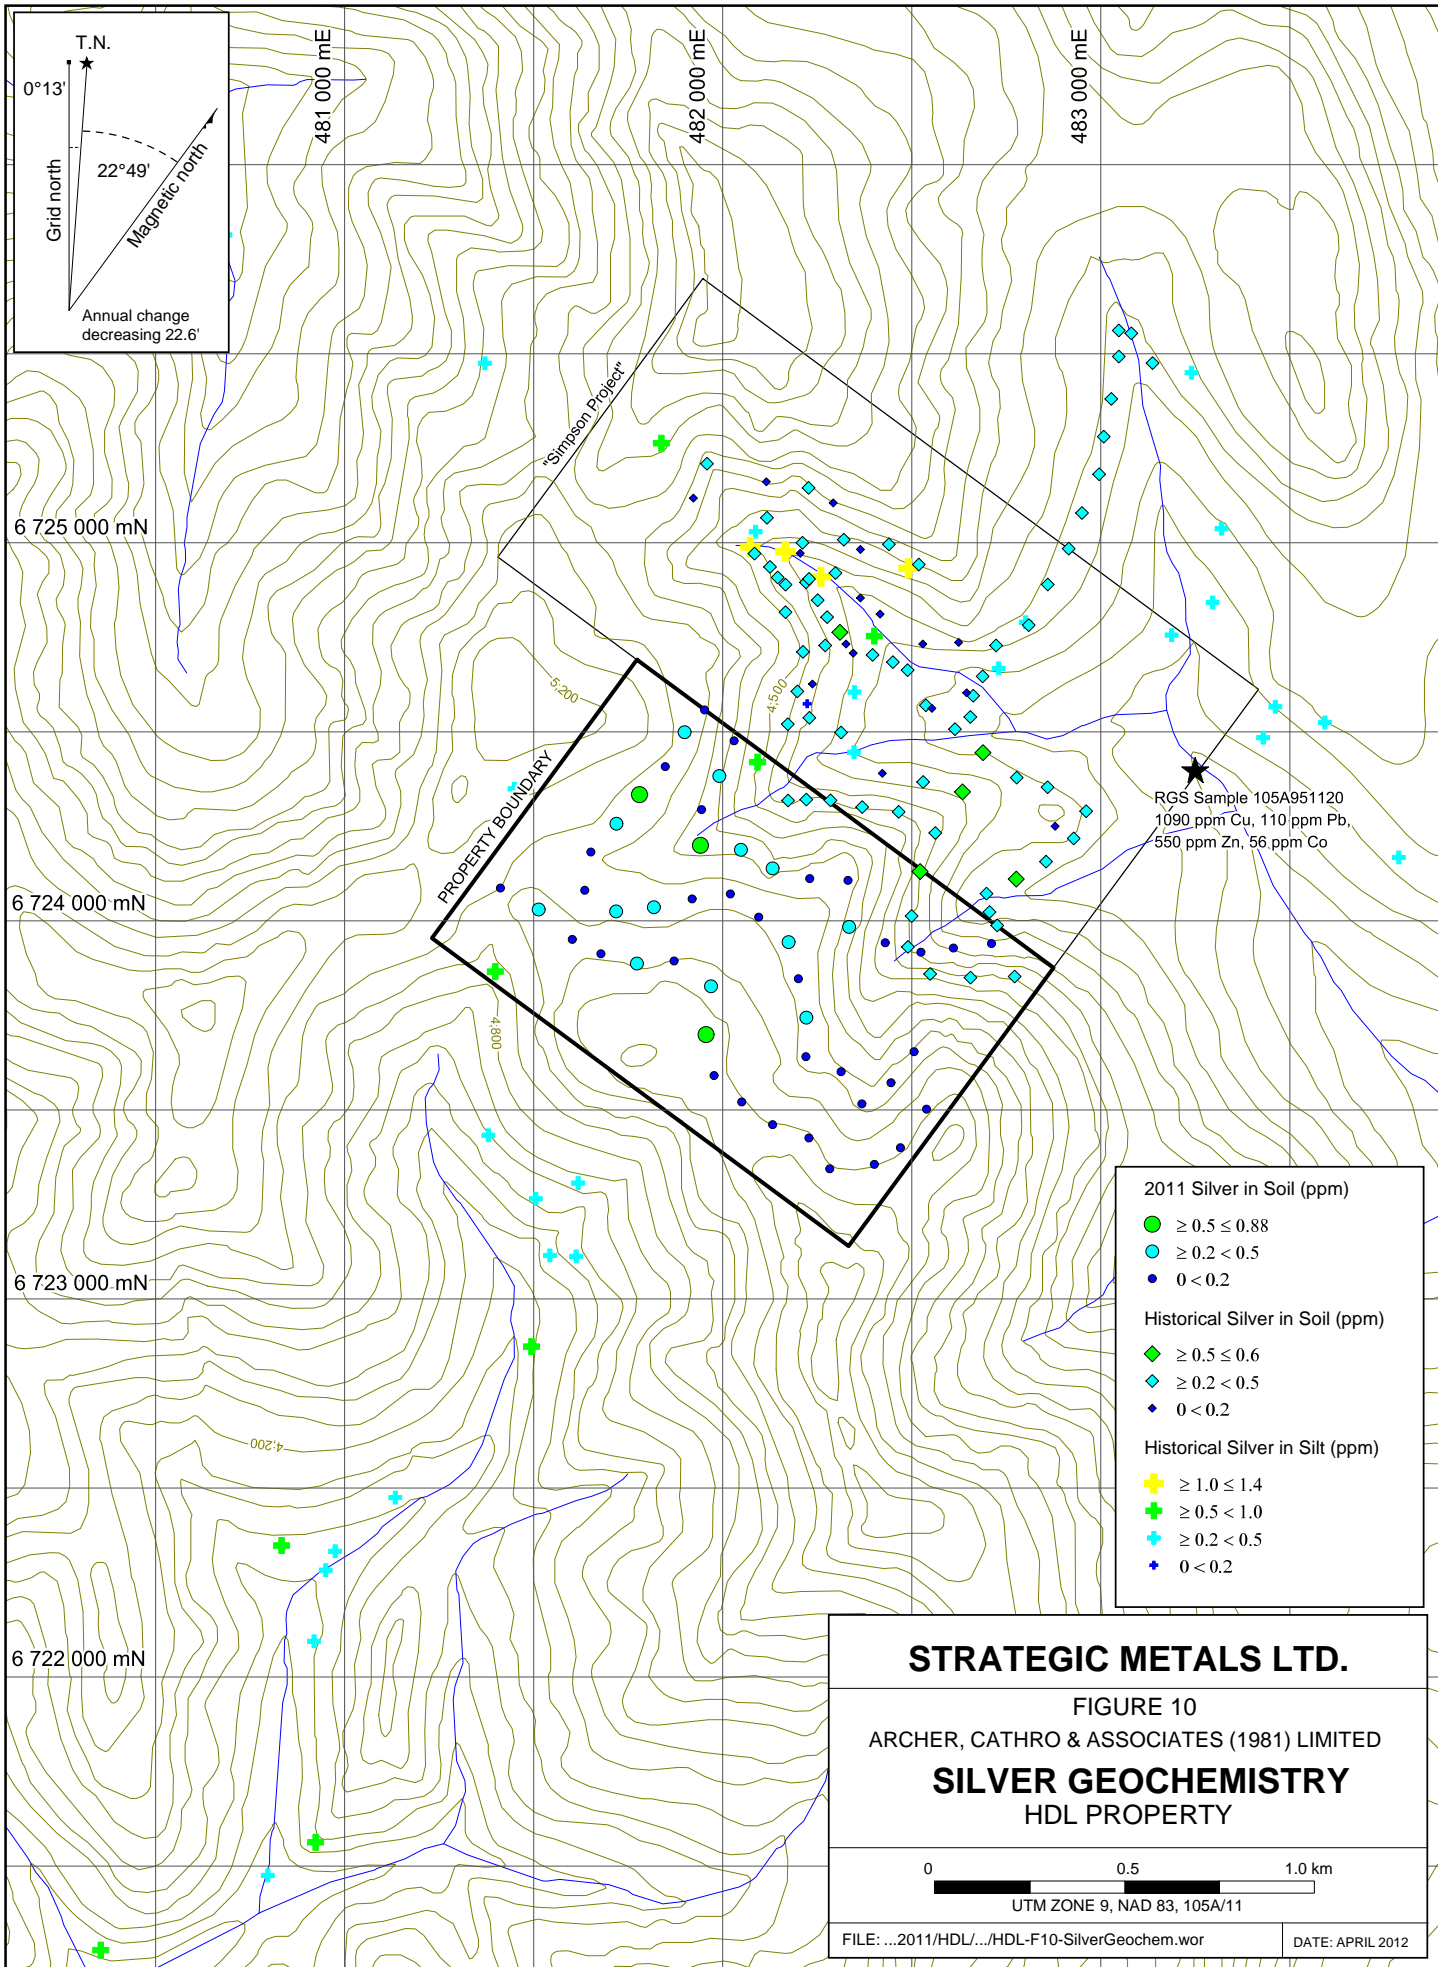 T.N.
0°13'
22°49'
Grid north
Magnetic north
Annual change
decreasing 22.6'
481 000 mE
482 000 mE
483 000 mE
"Simpson Project"
6 725 000 mN
5,200
4,500
PROPERTY BOUNDARY
RGS Sample 105A951120
1090 ppm Cu, 110 ppm Pb,
550 ppm Zn, 56 ppm Co
6 724 000 mN
4,800
6 723 000 mN
4,200
6 722 000 mN
2011 Silver in Soil (ppm)
≥ 0.5 ≤ 0.88
≥ 0.2 < 0.5
0 < 0.2
Historical Silver in Soil (ppm)
≥ 0.5 ≤ 0.6
≥ 0.2 < 0.5
0 < 0.2
Historical Silver in Silt (ppm)
≥ 1.0 ≤ 1.4
≥ 0.5 < 1.0
≥ 0.2 < 0.5
0 < 0.2
STRATEGIC METALS LTD.
FIGURE 10
ARCHER, CATHRO & ASSOCIATES (1981) LIMITED
SILVER GEOCHEMISTRY
HDL PROPERTY
0 0.5 1.0 km
UTM ZONE 9, NAD 83, 105A/11
FILE: ...2011/HDL/.../HDL-F10-SilverGeochem.wor
DATE: APRIL 2012